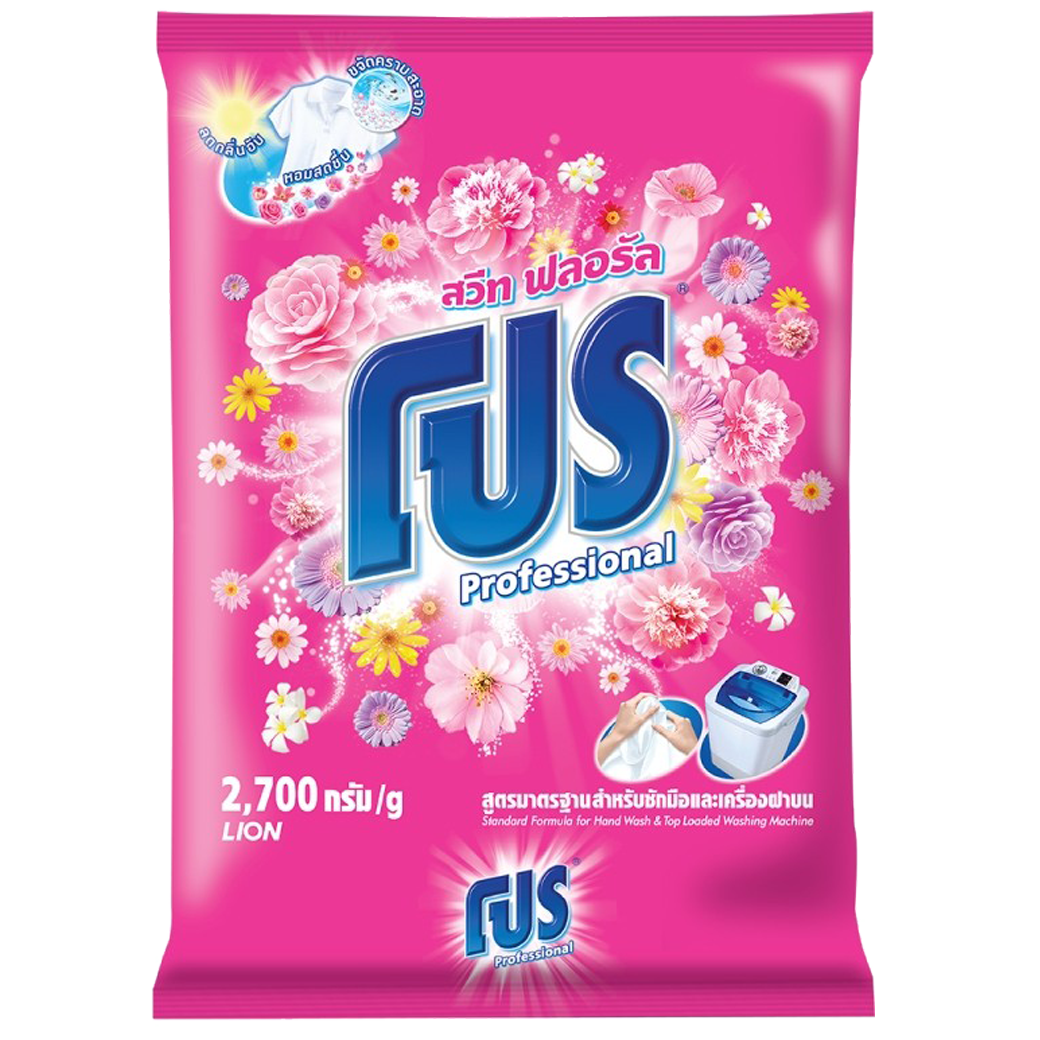 ขจัดคราบสะอาด
ลดกลิ่นอับ
หอมสดชื่น
สวีท ฟลอรัล
โปร ®
Professional
2,700 กรัม/g
LION
สูตรมาตรฐานสำหรับซักมือและเครื่องฝาบน
Standard Formula for Hand Wash & Top Loaded Washing Machine
โปร ®
Professional